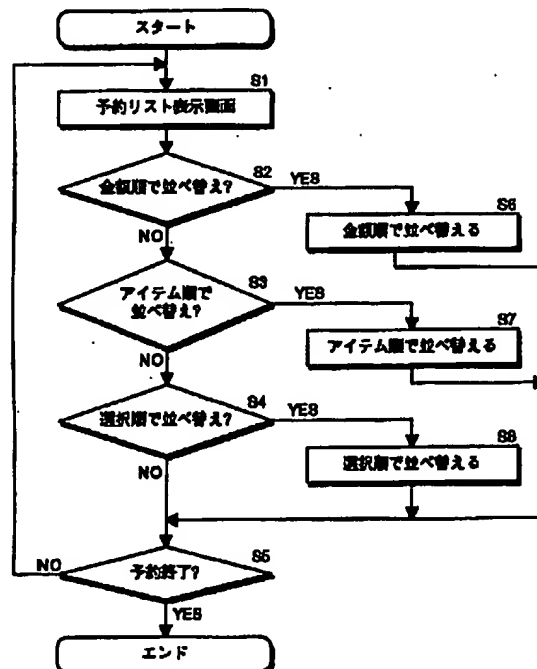 スタート
S1
予約リスト表示画面
S2
金額順で並べ替え?
YES
S6
金額順で並べ替える
NO
S3
アイテム順で
並べ替え?
YES
S7
アイテム順で並べ替える
NO
S4
選択順で並べ替え?
YES
S8
選択順で並べ替える
NO
S5
予約終了?
NO
YES
エンド